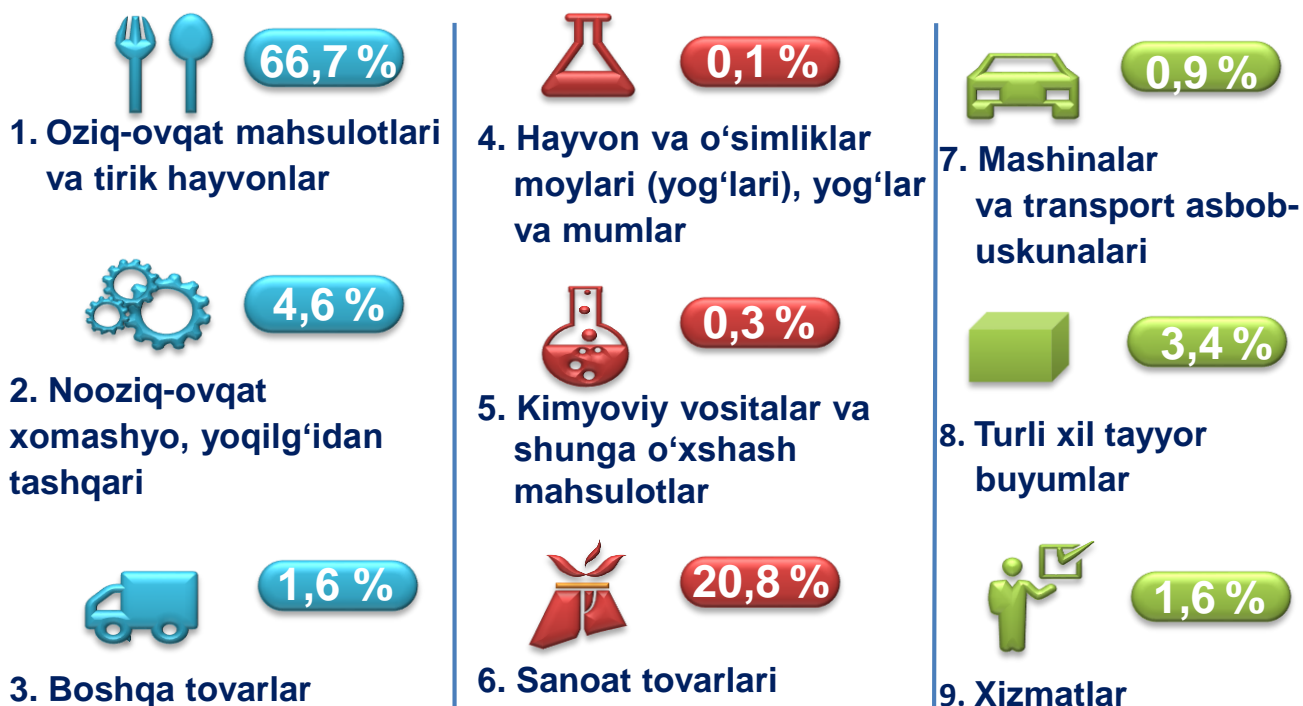 66,7 %
1. Oziq-ovqat mahsulotlari
va tirik hayvonlar
4,6 %
2. Nooziq-ovqat
xomashyo, yoqilg‘idan
tashqari
1,6 %
3. Boshqa tovarlar
0,1 %
4. Hayvon va o‘simliklar
moylari (yog‘lari), yog‘lar
va mumlar
0,3 %
5. Kimyoviy vositalar va
shunga o‘xshash
mahsulotlar
20,8 %
6. Sanoat tovarlari
0,9 %
7. Mashinalar
va transport asbob-
uskunalari
3,4 %
8. Turli xil tayyor
buyumlar
1,6 %
9. Xizmatlar